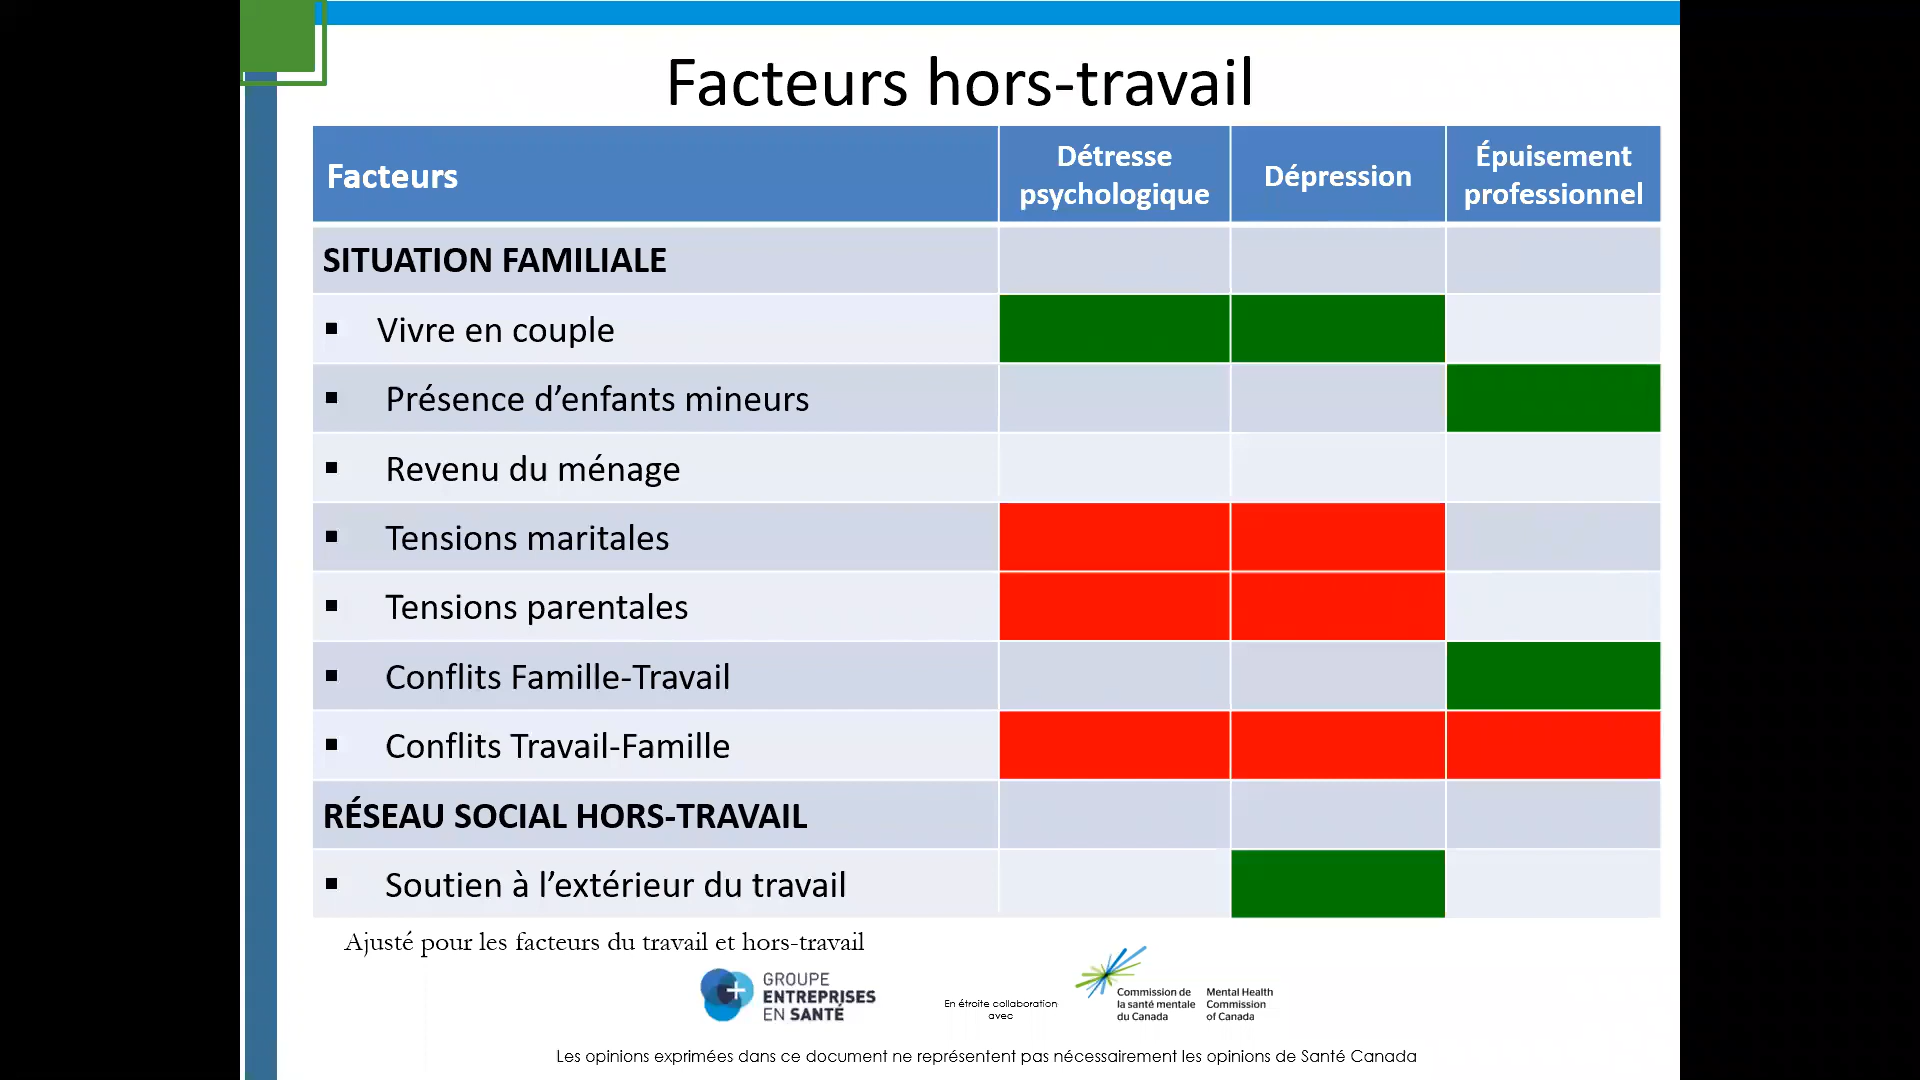 Facteurs hors-travail
Facteurs
Détresse
psychologique
Dépression
Épuisement
professionnel
SITUATION FAMILIALE
▪ Vivre en couple
▪ Présence d’enfants mineurs
▪ Revenu du ménage
▪ Tensions maritales
▪ Tensions parentales
▪ Conflits Famille-Travail
▪ Conflits Travail-Famille
RÉSEAU SOCIAL HORS-TRAVAIL
▪ Soutien à l’extérieur du travail
Ajusté pour les facteurs du travail et hors-travail
GROUPE
ENTREPRISES
EN SANTÉ
En étroite collaboration
avec
Commission de
la santé mentale
du Canada
Mental Health
Commission
of Canada
Les opinions exprimées dans ce document ne représentent pas nécessairement les opinions de Santé Canada